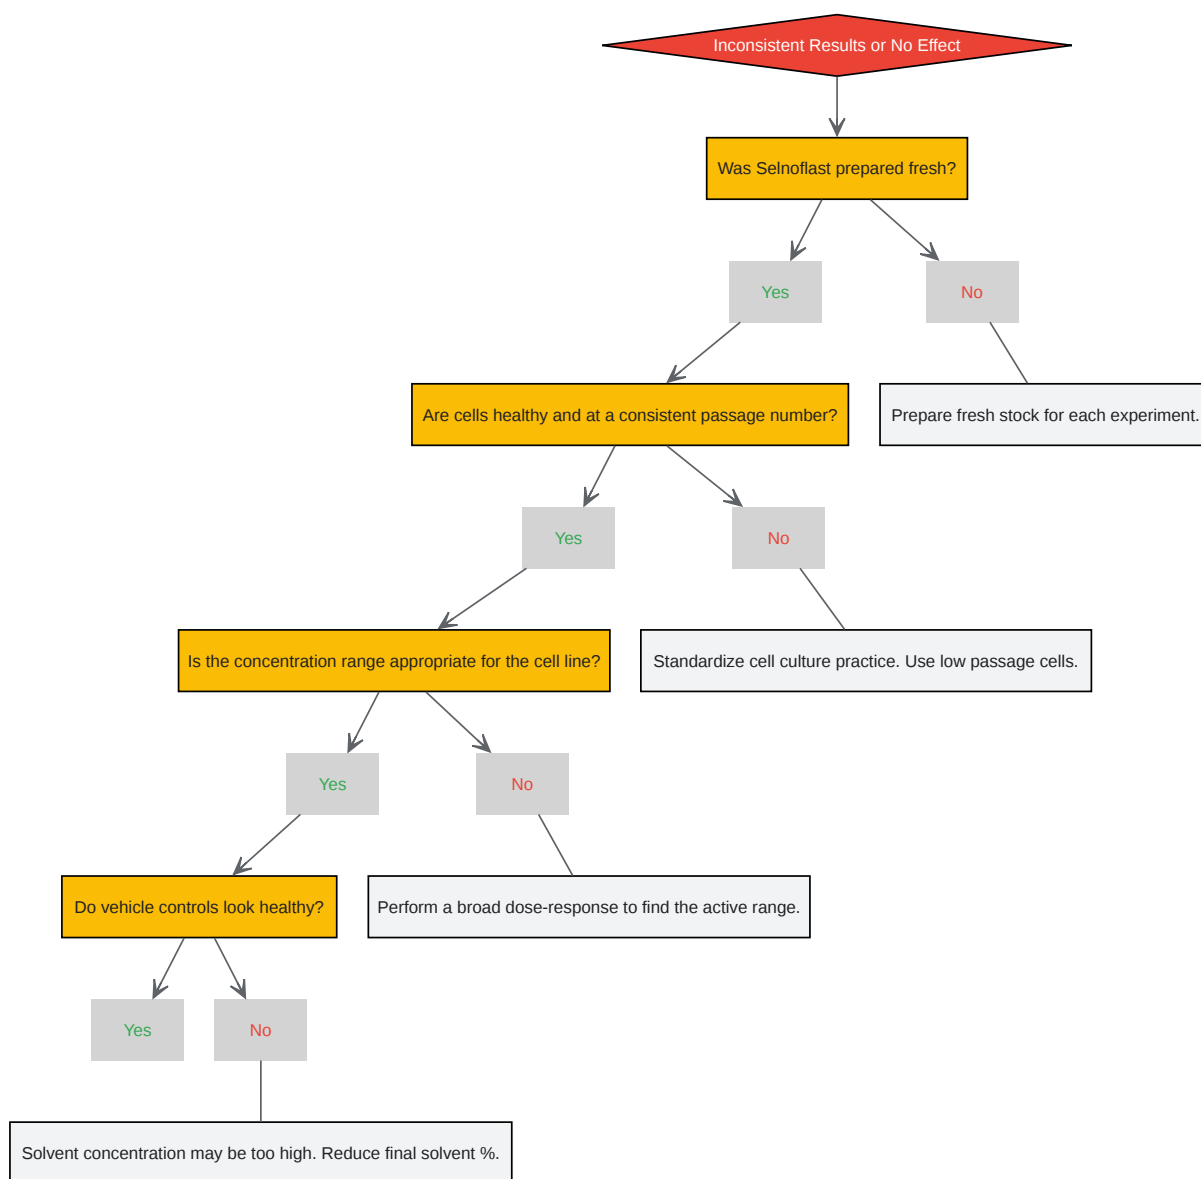 Inconsistent Results or No Effect
Was Selnoflast prepared fresh?
Yes
No
Are cells healthy and at a consistent passage number?
Prepare fresh stock for each experiment.
Yes
No
Is the concentration range appropriate for the cell line?
Standardize cell culture practice. Use low passage cells.
Yes
No
Do vehicle controls look healthy?
Perform a broad dose-response to find the active range.
Yes
No
Solvent concentration may be too high. Reduce final solvent %.